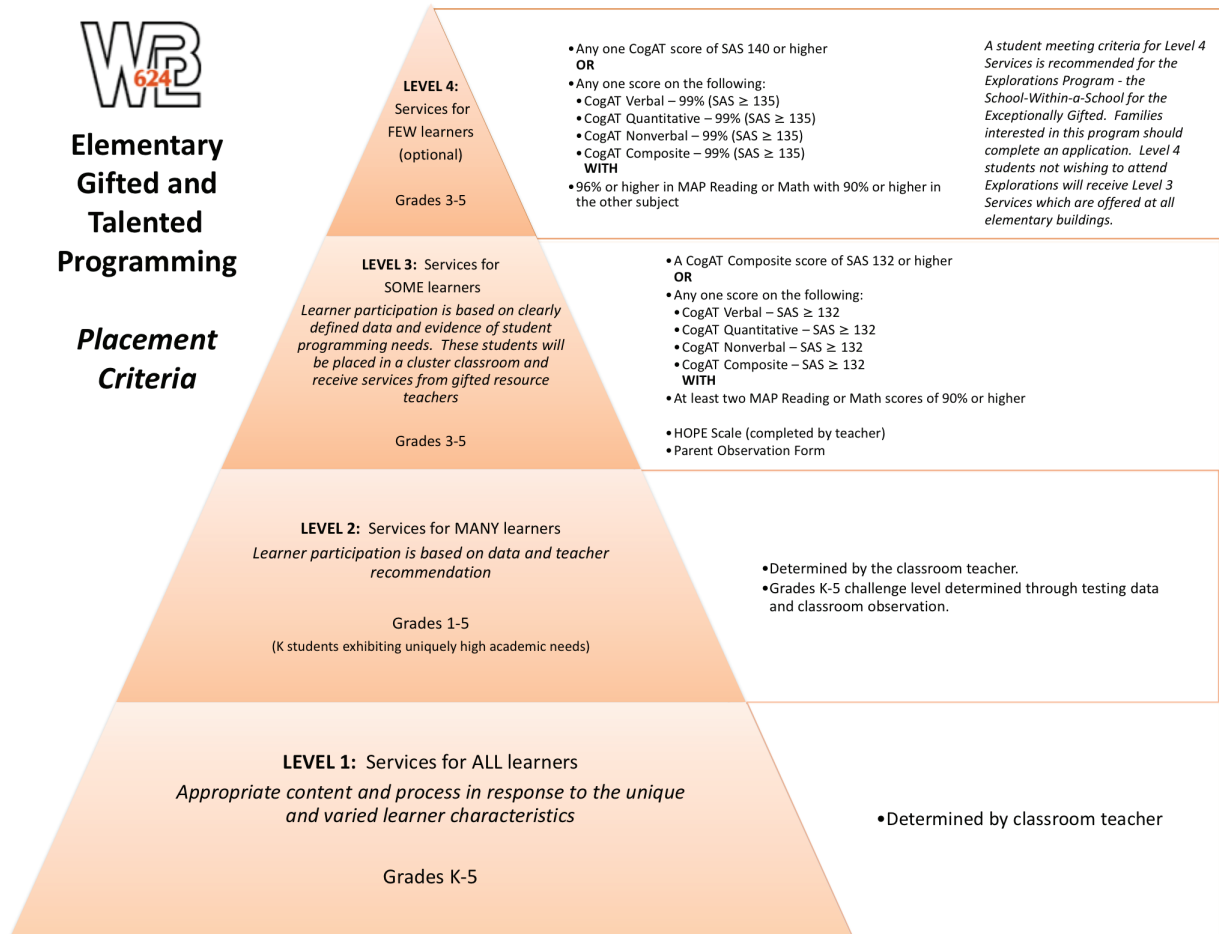 WBL
624
Elementary
Gifted and
Talented
Programming
Placement
Criteria
LEVEL 4:
Services for
FEW learners
(optional)
Grades 3-5
•Any one CogAT score of SAS 140 or higher
OR
•Any one score on the following:
•CogAT Verbal – 99% (SAS ≥ 135)
•CogAT Quantitative – 99% (SAS ≥ 135)
•CogAT Nonverbal – 99% (SAS ≥ 135)
•CogAT Composite – 99% (SAS ≥ 135)
WITH
•96% or higher in MAP Reading or Math with 90% or higher in
the other subject
A student meeting criteria for Level 4
Services is recommended for the
Explorations Program - the
School-Within-a-School for the
Exceptionally Gifted.  Families
interested in this program should
complete an application.  Level 4
students not wishing to attend
Explorations will receive Level 3
Services which are offered at all
elementary buildings.
LEVEL 3:  Services for
SOME learners
Learner participation is based on clearly
defined data and evidence of student
programming needs.  These students will
be placed in a cluster classroom and
receive services from gifted resource
teachers
Grades 3-5
•A CogAT Composite score of SAS 132 or higher
OR
•Any one score on the following:
•CogAT Verbal – SAS ≥ 132
•CogAT Quantitative – SAS ≥ 132
•CogAT Nonverbal – SAS ≥ 132
•CogAT Composite – SAS ≥ 132
WITH
•At least two MAP Reading or Math scores of 90% or higher
•HOPE Scale (completed by teacher)
•Parent Observation Form
LEVEL 2:  Services for MANY learners
Learner participation is based on data and teacher
recommendation
Grades 1-5
(K students exhibiting uniquely high academic needs)
•Determined by the classroom teacher.
•Grades K-5 challenge level determined through testing data
and classroom observation.
LEVEL 1:  Services for ALL learners
Appropriate content and process in response to the unique
and varied learner characteristics
Grades K-5
•Determined by classroom teacher